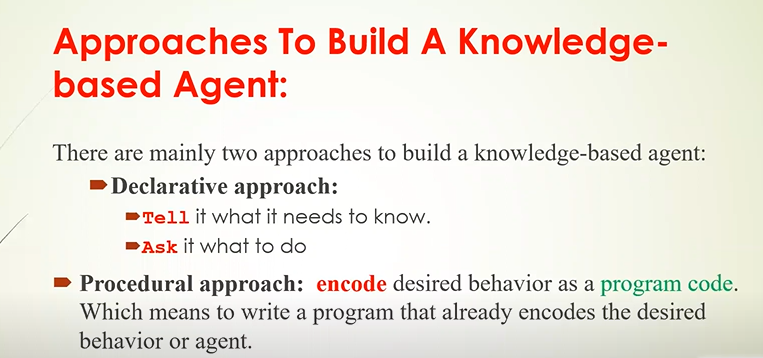 Approaches To Build A Knowledge-
based Agent:
There are mainly two approaches to build a knowledge-based agent:
Declarative approach:
Tell it what it needs to know.
Ask it what to do
Procedural approach: encode desired behavior as a program code.
Which means to write a program that already encodes the desired
behavior or agent.